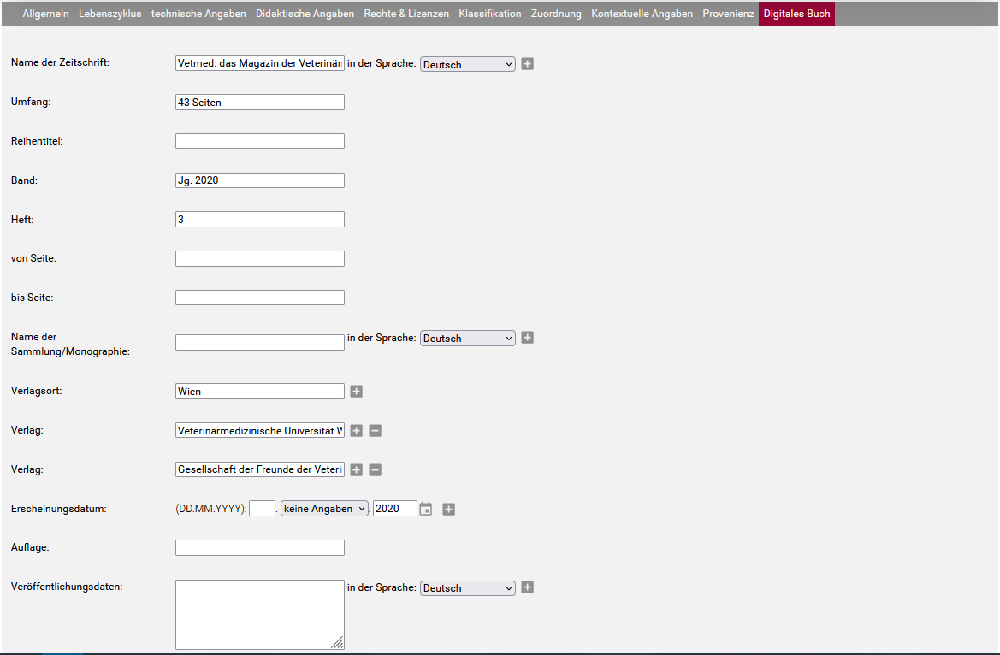 Allgemein Lebenszyklus technische Angaben Didaktische Angaben Rechte & Lizenzen Klassifikation Zuordnung Kontextuelle Angaben Provenienz Digitales Buch
Name der Zeitschrift: Vetmed: das Magazin der Veterinär in der Sprache: Deutsch
Umfang: 43 Seiten
Reihentitel:
Band: Jg. 2020
Heft: 3
von Seite:
bis Seite:
Name der
Sammlung/Monographie: in der Sprache: Deutsch
Verlagsort: Wien
Verlag: Veterinärmedizinische Universität W
Verlag: Gesellschaft der Freunde der Veteri
Erscheinungsdatum: (DD.MM.YYYY): . keine Angaben . 2020
Auflage:
Veröffentlichungsdaten: in der Sprache: Deutsch